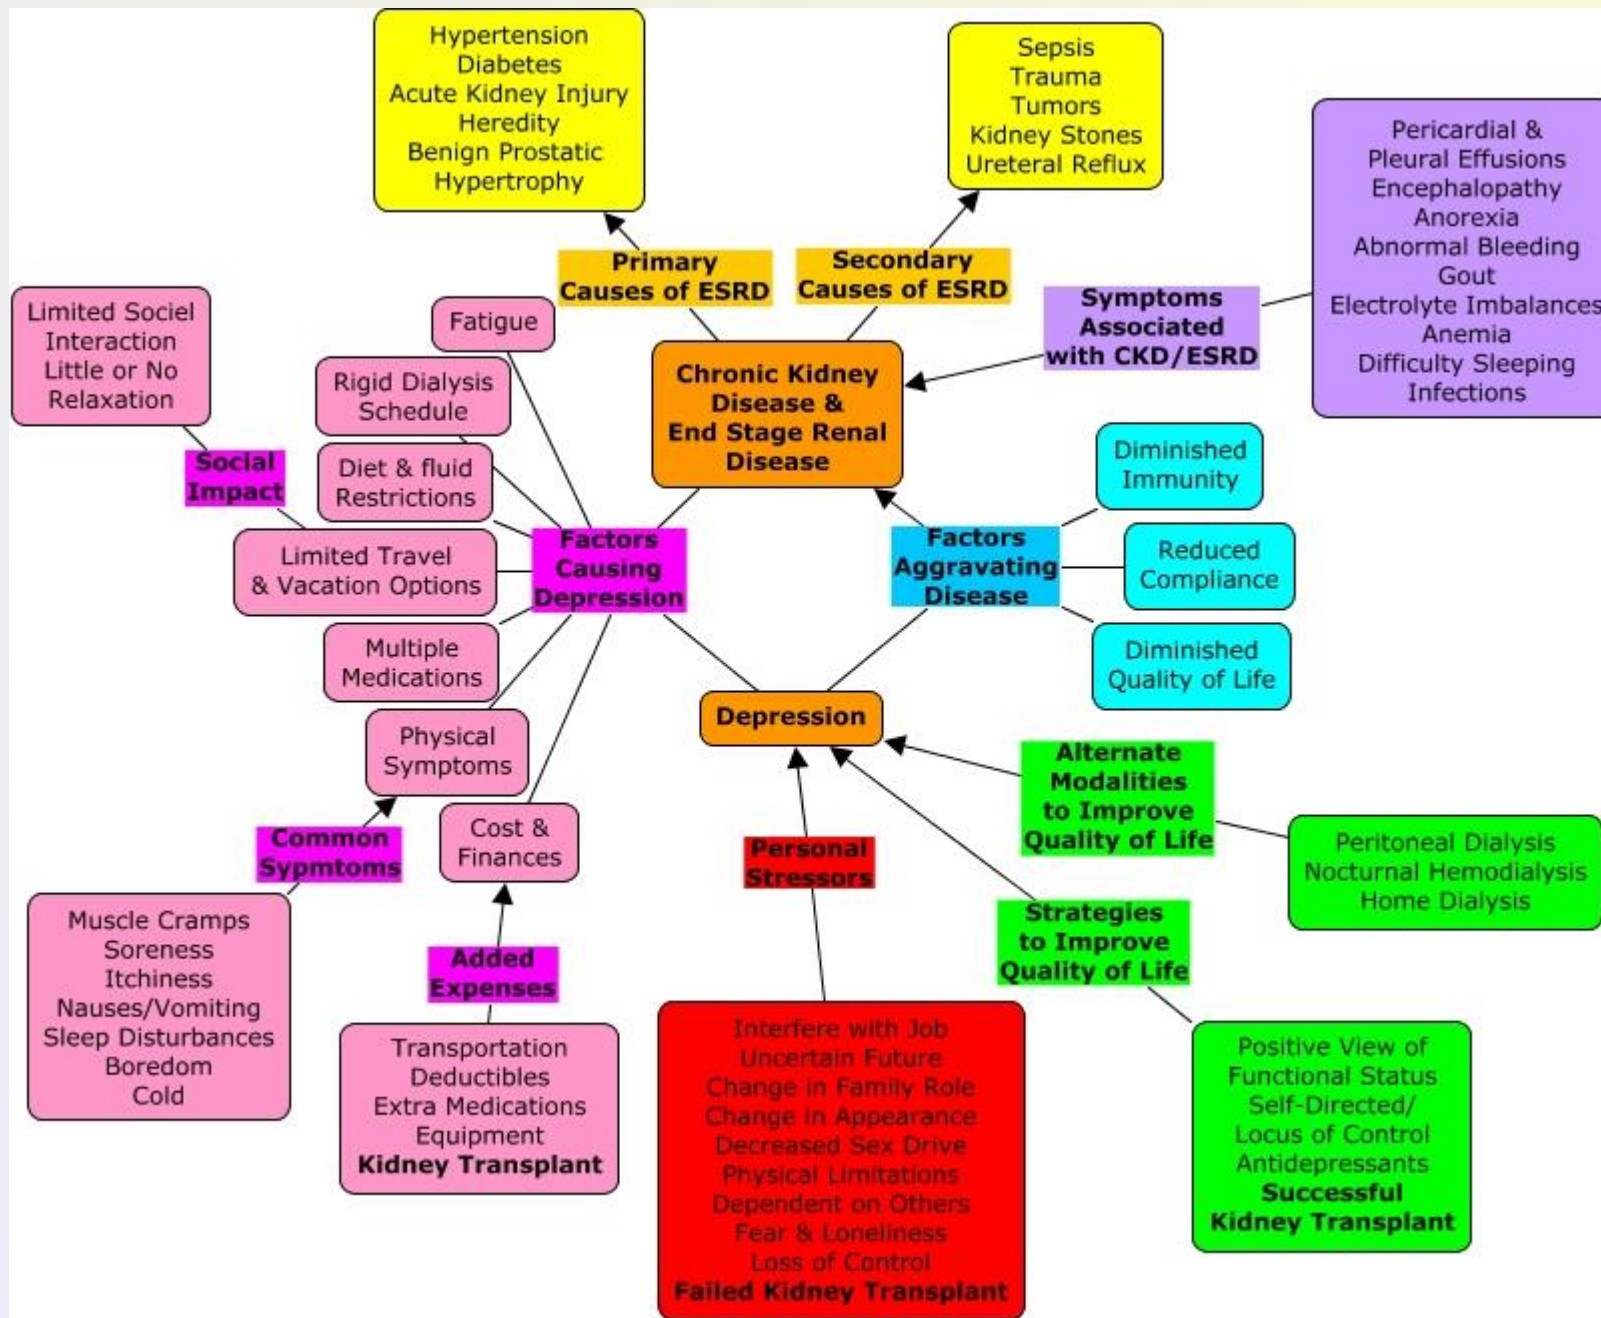 Hypertension
Diabetes
Acute Kidney Injury
Heredity
Benign Prostatic
Hypertrophy
Sepsis
Trauma
Tumors
Kidney Stones
Ureteral Reflux
Pericardial &
Pleural Effusions
Encephalopathy
Anorexia
Abnormal Bleeding
Gout
Electrolyte Imbalances
Anemia
Difficulty Sleeping
Infections
Primary
Causes of ESRD
Secondary
Causes of ESRD
Symptoms
Associated
with CKD/ESRD
Limited Sociel
Interaction
Little or No
Relaxation
Fatigue
Rigid Dialysis
Schedule
Chronic Kidney
Disease &
End Stage Renal
Disease
Social
Impact
Diet & fluid
Restrictions
Diminished
Immunity
Limited Travel
& Vacation Options
Factors
Causing
Depression
Factors
Aggravating
Disease
Reduced
Compliance
Multiple
Medications
Diminished
Quality of Life
Physical
Symptoms
Depression
Alternate
Modalities
to Improve
Quality of Life
Common
Sypmtoms
Cost &
Finances
Personal
Stressors
Peritoneal Dialysis
Nocturnal Hemodialysis
Home Dialysis
Strategies
to Improve
Quality of Life
Muscle Cramps
Soreness
Itchiness
Nauses/Vomiting
Sleep Disturbances
Boredom
Cold
Added
Expenses
Transportation
Deductibles
Extra Medications
Equipment
Kidney Transplant
Interfere with Job
Uncertain Future
Change in Family Role
Change in Appearance
Decreased Sex Drive
Physical Limitations
Dependent on Others
Fear & Loneliness
Loss of Control
Failed Kidney Transplant
Positive View of
Functional Status
Self-Directed/
Locus of Control
Antidepressants
Successful
Kidney Transplant